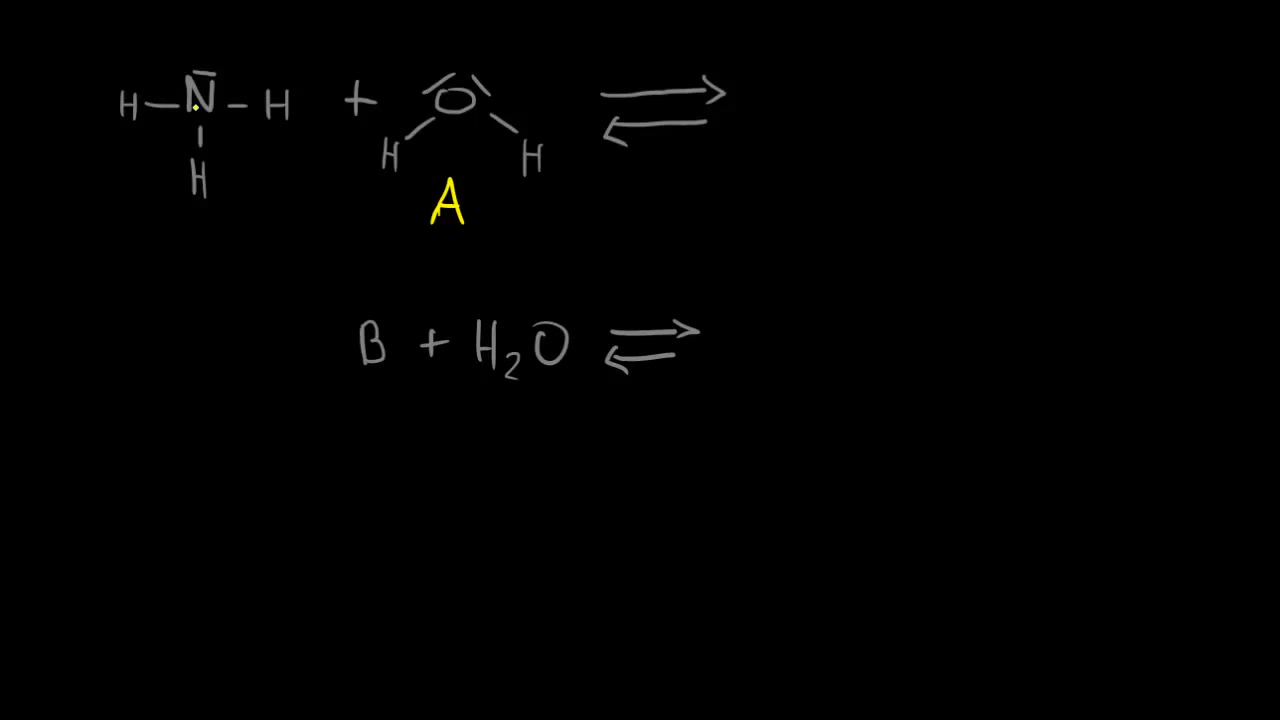 H–N–H + O ⇌
H H H
A
B + H₂O ⇌